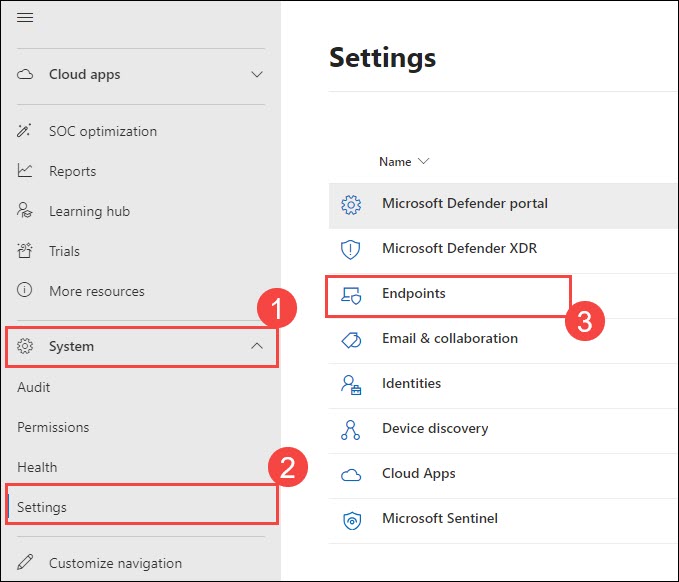 Cloud apps
SOC optimization
Reports
Learning hub
Trials
More resources
1
System
Audit
Permissions
Health
2
Settings
Customize navigation
Settings
Name
Microsoft Defender portal
Microsoft Defender XDR
Endpoints
3
Email & collaboration
Identities
Device discovery
Cloud Apps
Microsoft Sentinel